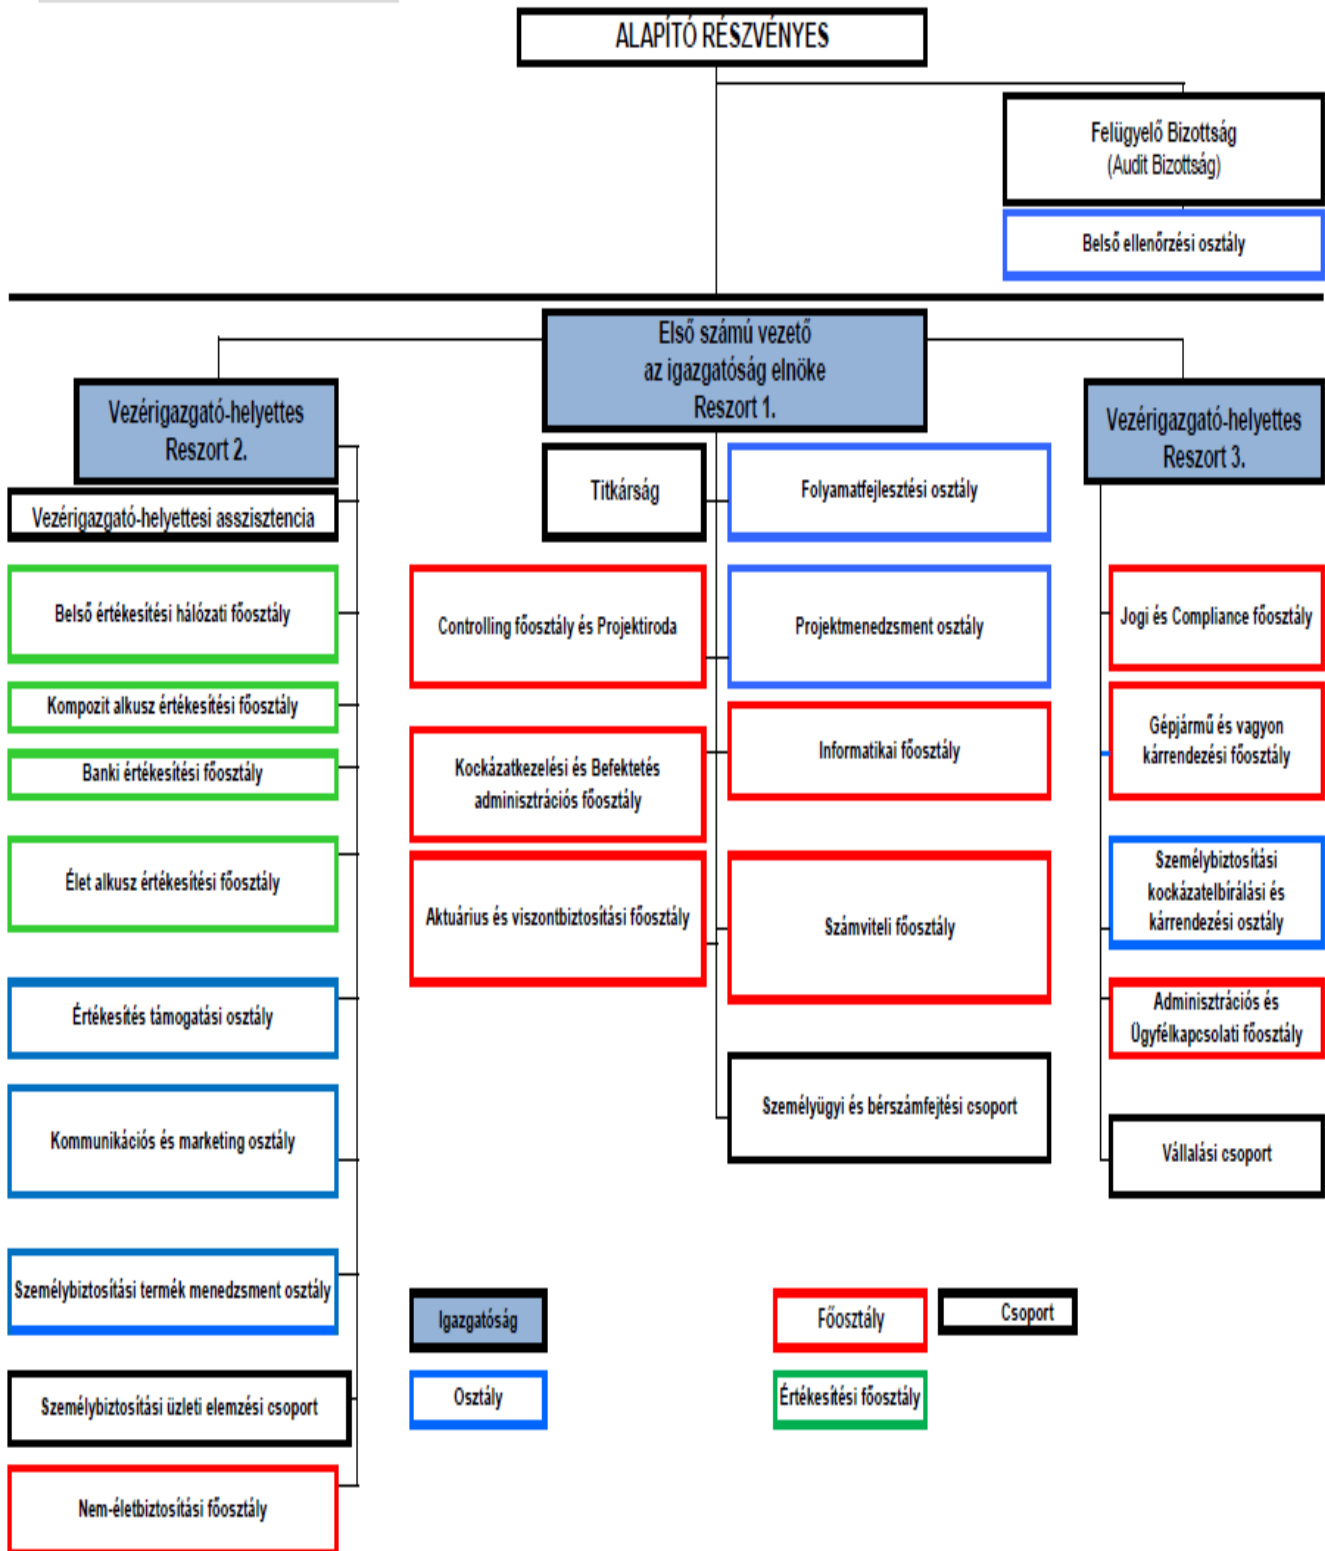 ALAPÍTÓ RÉSZVÉNYES
Felügyelő Bizottság
(Audit Bizottság)
Belső ellenőrzési osztály
Első számú vezető
az igazgatóság elnöke
Reszort 1.
Vezérigazgató-helyettes
Reszort 2.
Vezérigazgató-helyettesi asszisztencia
Belső értékesítési hálózati főosztály
Kompozit alkusz értékesítési főosztály
Banki értékesítési főosztály
Élet alkusz értékesítési főosztály
Értékesítés támogatási osztály
Kommunikációs és marketing osztály
Személybiztosítási termék menedzsment osztály
Személybiztosítási üzleti elemzési csoport
Nem-életbiztosítási főosztály
Titkárság
Folyamatfejlesztési osztály
Controlling főosztály és Projektiroda
Projektmenedzsment osztály
Kockázatkezelési és Befektetés
adminisztrációs főosztály
Informatikai főosztály
Aktuárius és viszontbiztosítási főosztály
Számviteli főosztály
Személyügyi és bérszámfejtési csoport
Vezérigazgató-helyettes
Reszort 3.
Jogi és Compliance főosztály
Gépjármű és vagyon
kárrendezési főosztály
Személybiztosítási
kockázatelbírálási és
kárrendezési osztály
Adminisztrációs és
Ügyfélkapcsolati főosztály
Vállalási csoport
Igazgatóság
Főosztály
Csoport
Osztály
Értékesítési főosztály